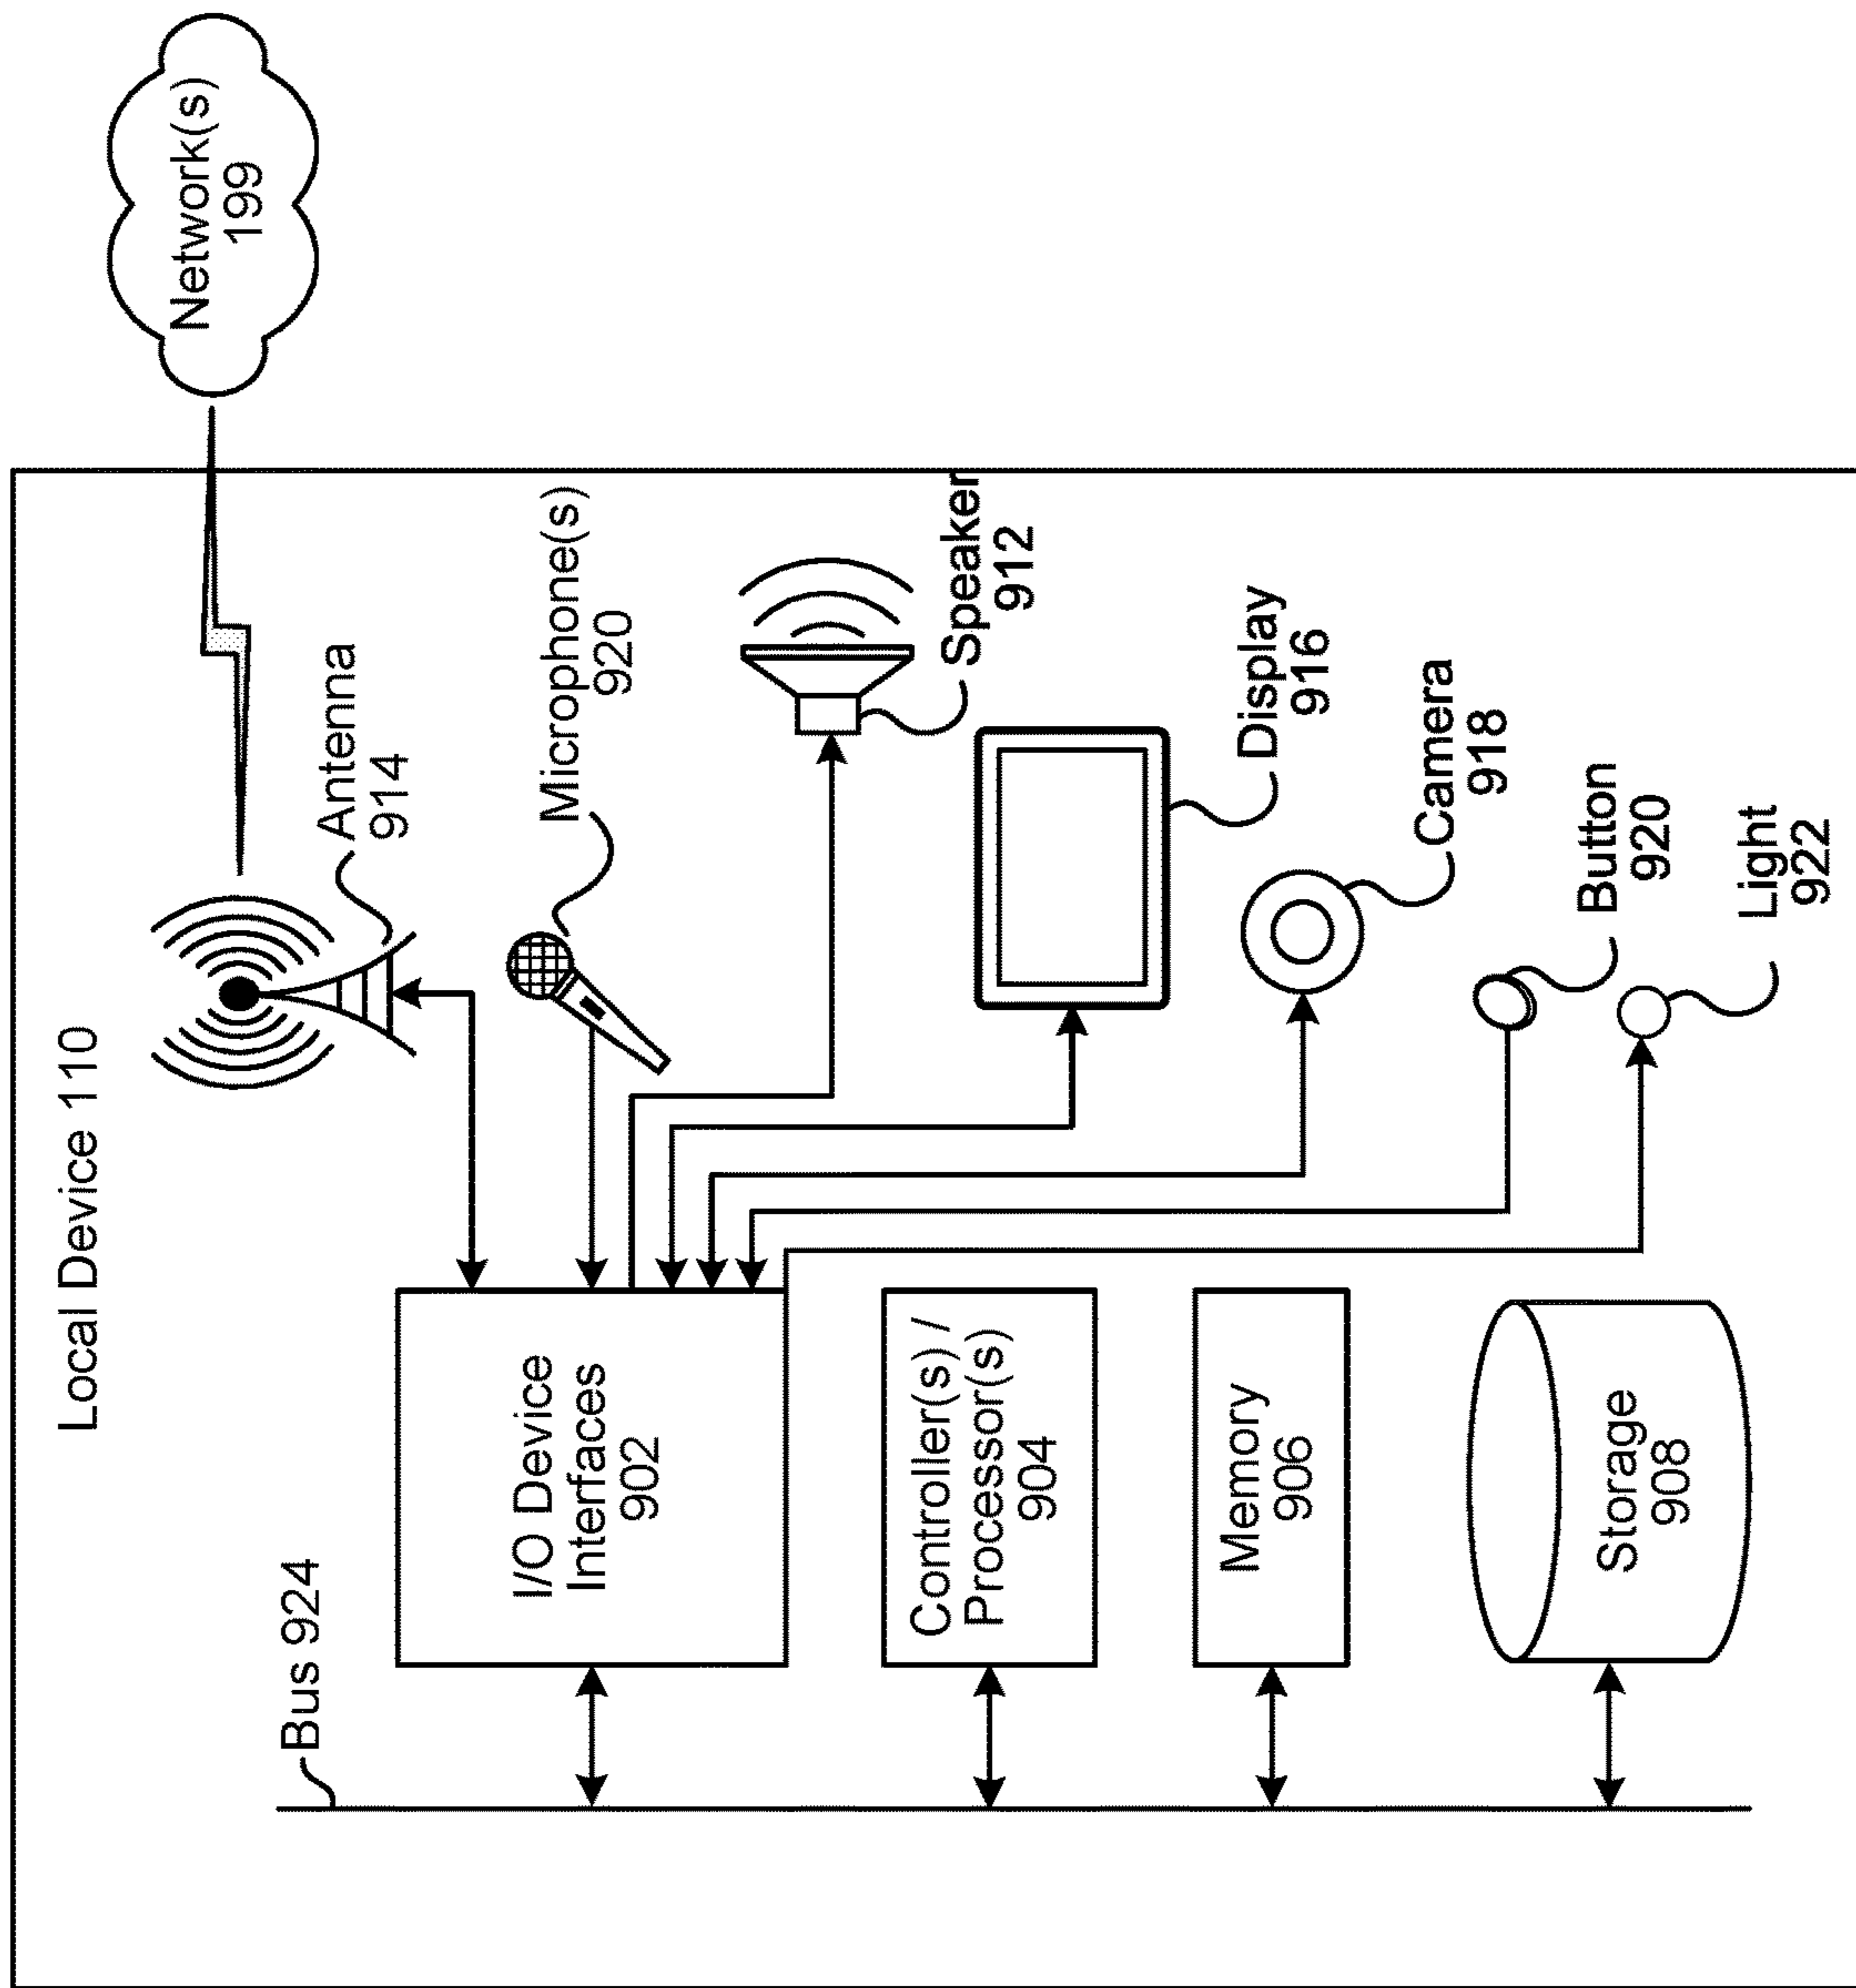 Local Device 110
Bus 924
I/O Device
Interfaces
902
Controller(s) /
Processor(s)
904
Memory
906
Storage
908
Antenna
914
Microphone(s)
920
Speaker
912
Display
916
Camera
918
Button
920
Light
922
Network(s)
199